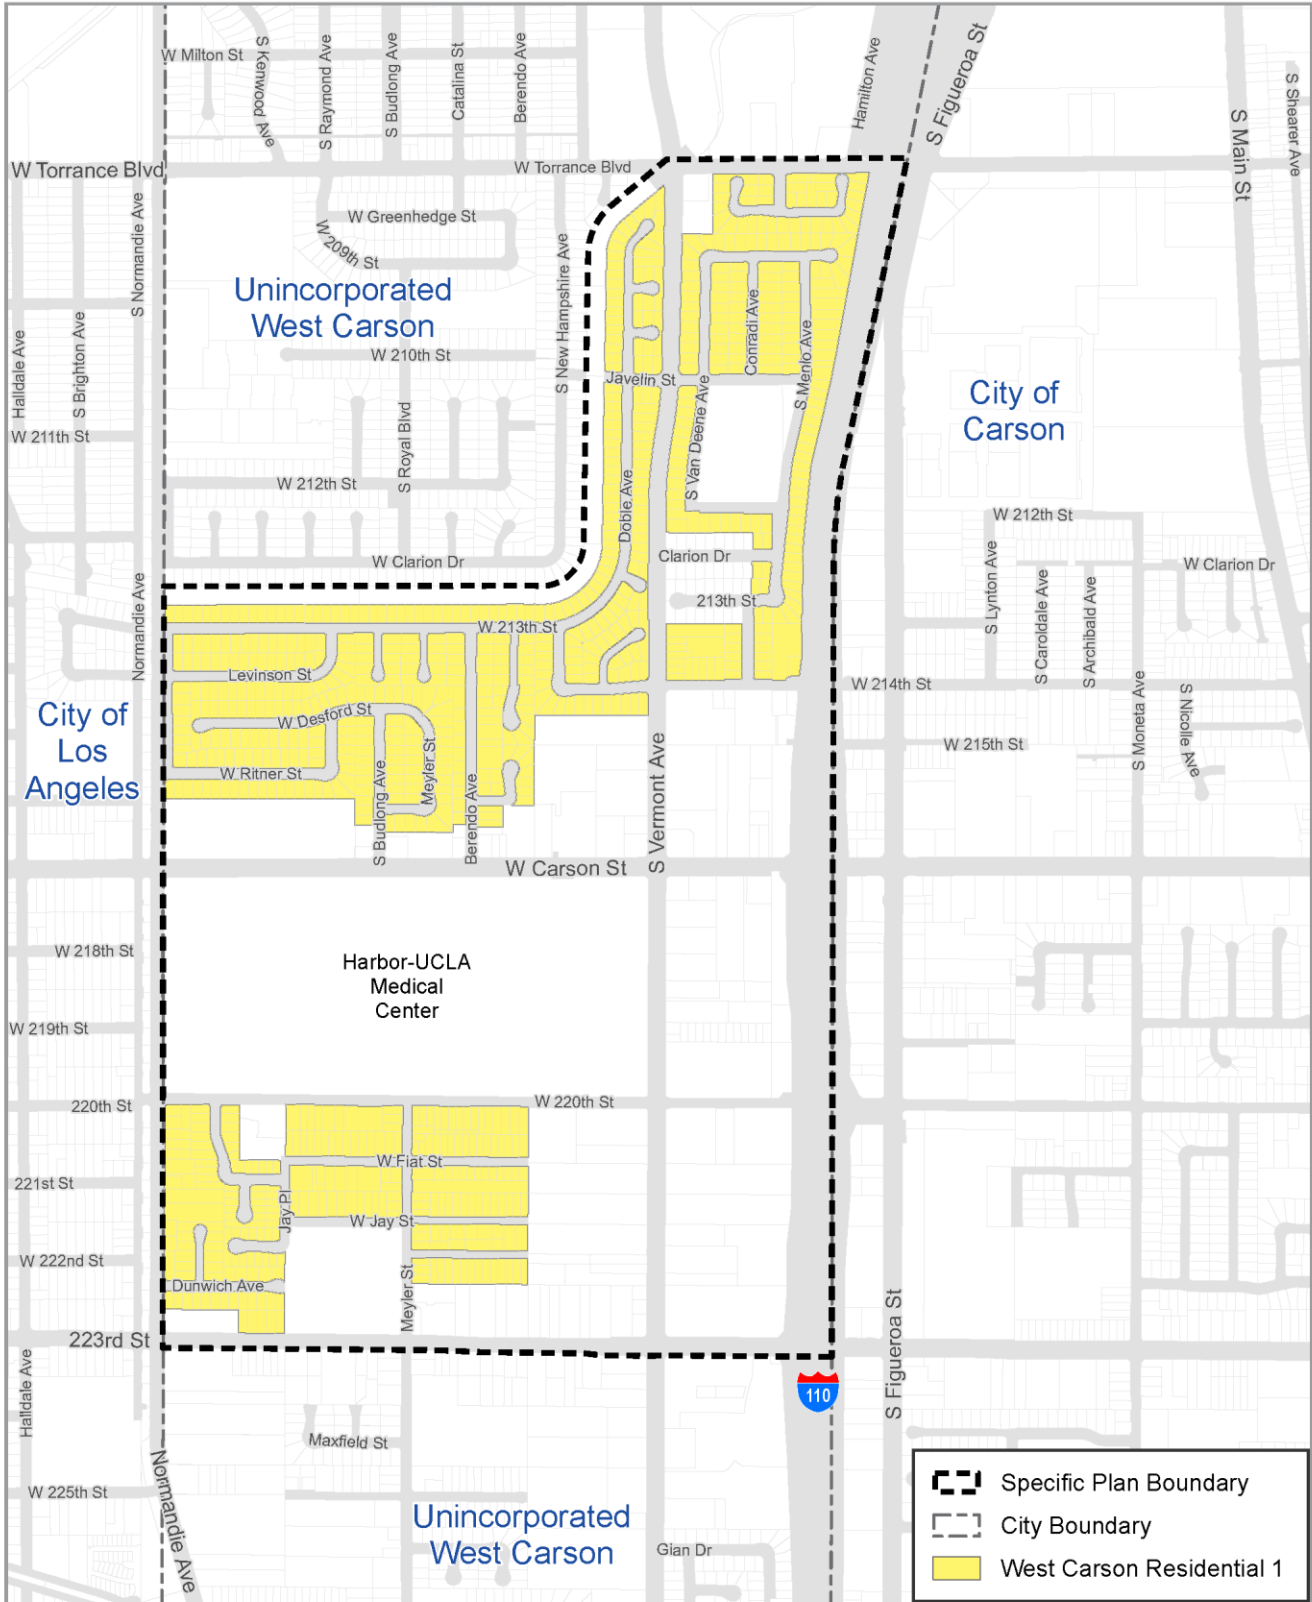 W Milton St
S Kenwood Ave
S Raymond Ave
S Budlong Ave
Catalina St
Berendo Ave
Hamilton Ave
S Figueroa St
S Main St
S Shearer Ave
W Torrance Blvd
W Torrance Blvd
S Normandie Ave
W Greenhedge St
W 209th St
Unincorporated
West Carson
S New Hampshire Ave
Halldale Ave
S Brighton Ave
W 210th St
Conradi Ave
S Menlo Ave
Javelin St
S Van Deene Ave
City of
Carson
W 211th St
S Royal Blvd
W 212th St
Doble Ave
W 212th St
W Clarion Dr
Clarion Dr
W Clarion Dr
S Lynton Ave
S Caroldale Ave
S Archibald Ave
Normandie Ave
213th St
W 213th St
Levinson St
W 214th St
City of
Los
Angeles
W Desford St
S Moneta Ave
S Nicolle Ave
W 215th St
W Ritner St
S Budlong Ave
Meyler St
Berendo Ave
S Vermont Ave
W Carson St
W 218th St
Harbor-UCLA
Medical
Center
W 219th St
220th St
W 220th St
W Fiat St
221st St
Jay Pl
W Jay St
W 222nd St
Dunwich Ave
Meyler St
223rd St
S Figueroa St
Halldale Ave
110
Maxfield St
Normandie Ave
W 225th St
Unincorporated
West Carson
Gian Dr
Specific Plan Boundary
City Boundary
West Carson Residential 1